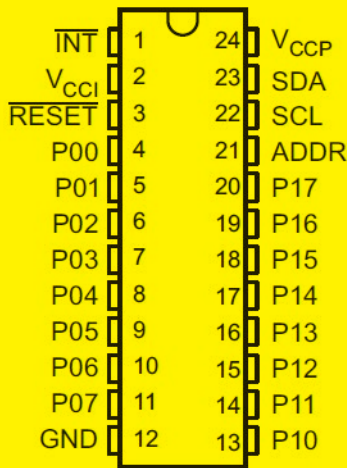 INT 1 24 VCCP
VCCI 2 23 SDA
RESET 3 22 SCL
P00 4 21 ADDR
P01 5 20 P17
P02 6 19 P16
P03 7 18 P15
P04 8 17 P14
P05 9 16 P13
P06 10 15 P12
P07 11 14 P11
GND 12 13 P10